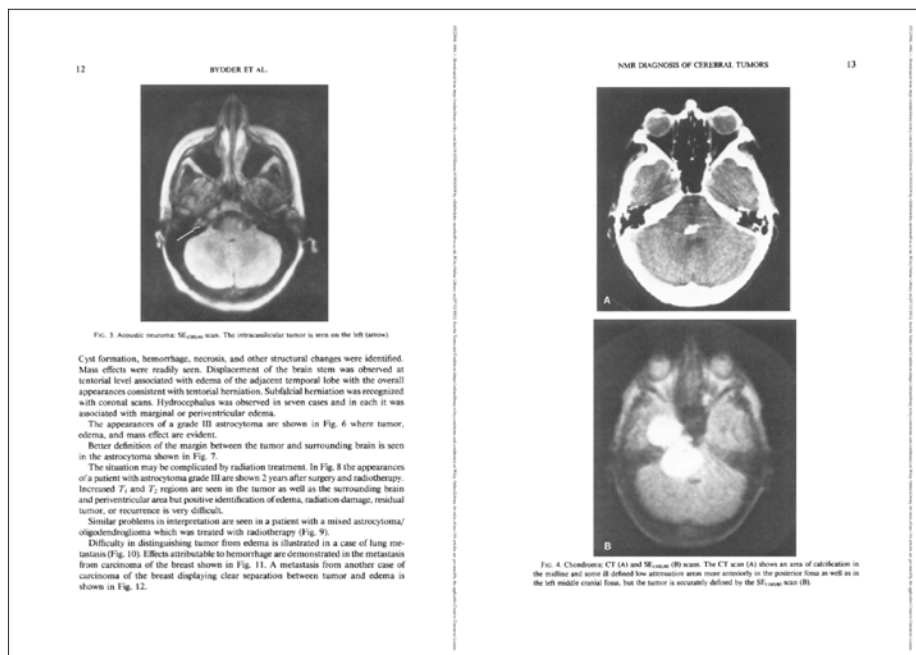 12
BYDDER ET AL.
FIG. 3. Acoustic neuroma: SE scan. The intracanilicular tumor is seen on the left (arrow).
Cyst formation, hemorrhage, necrosis, and other structural changes were identified.
Mass effects were readily seen. Displacement of the brain stem was observed at
tentorial level associated with edema of the adjacent temporal lobe with the overall
appearances consistent with tentorial herniation. Subfalcial herniation was recognized
with coronal scans. Hydrocephalus was observed in seven cases and in each it was
associated with marginal or periventricular edema.
The appearances of a grade III astrocytoma are shown in Fig. 6 where tumor,
edema, and mass effect are evident.
Better definition of the margin between the tumor and surrounding brain is seen
in the astrocytoma shown in Fig. 7.
The situation may be complicated by radiation treatment. In Fig. 8 the appearances
of a patient with astrocytoma grade III are shown 2 years after surgery and radiotherapy.
Increased T₁ and T₂ regions are seen in the tumor as well as the surrounding brain
and periventricular area but positive identification of edema, radiation damage, residual
tumor, or recurrence is very difficult.
Similar problems in interpretation are seen in a patient with a mixed astrocytoma/
oligodendroglioma which was treated with radiotherapy (Fig. 9).
Difficulty in distinguishing tumor from edema is illustrated in a case of lung me-
tastasis (Fig. 10). Effects attributable to hemorrhage are demonstrated in the metastasis
from carcinoma of the breast shown in Fig. 11. A metastasis from another case of
carcinoma of the breast displaying clear separation between tumor and edema is
shown in Fig. 12.
NMR DIAGNOSIS OF CEREBRAL TUMORS
13
A
B
FIG. 4. Chondroma: CT (A) and SE (B) scans. The CT scan (A) shows an area of calcification in
the midline and some ill defined low attenuation areas more anteriorly in the posterior fossa as well as in
the left middle cranial fossa, but the tumor is accurately defined by the SE scan (B).